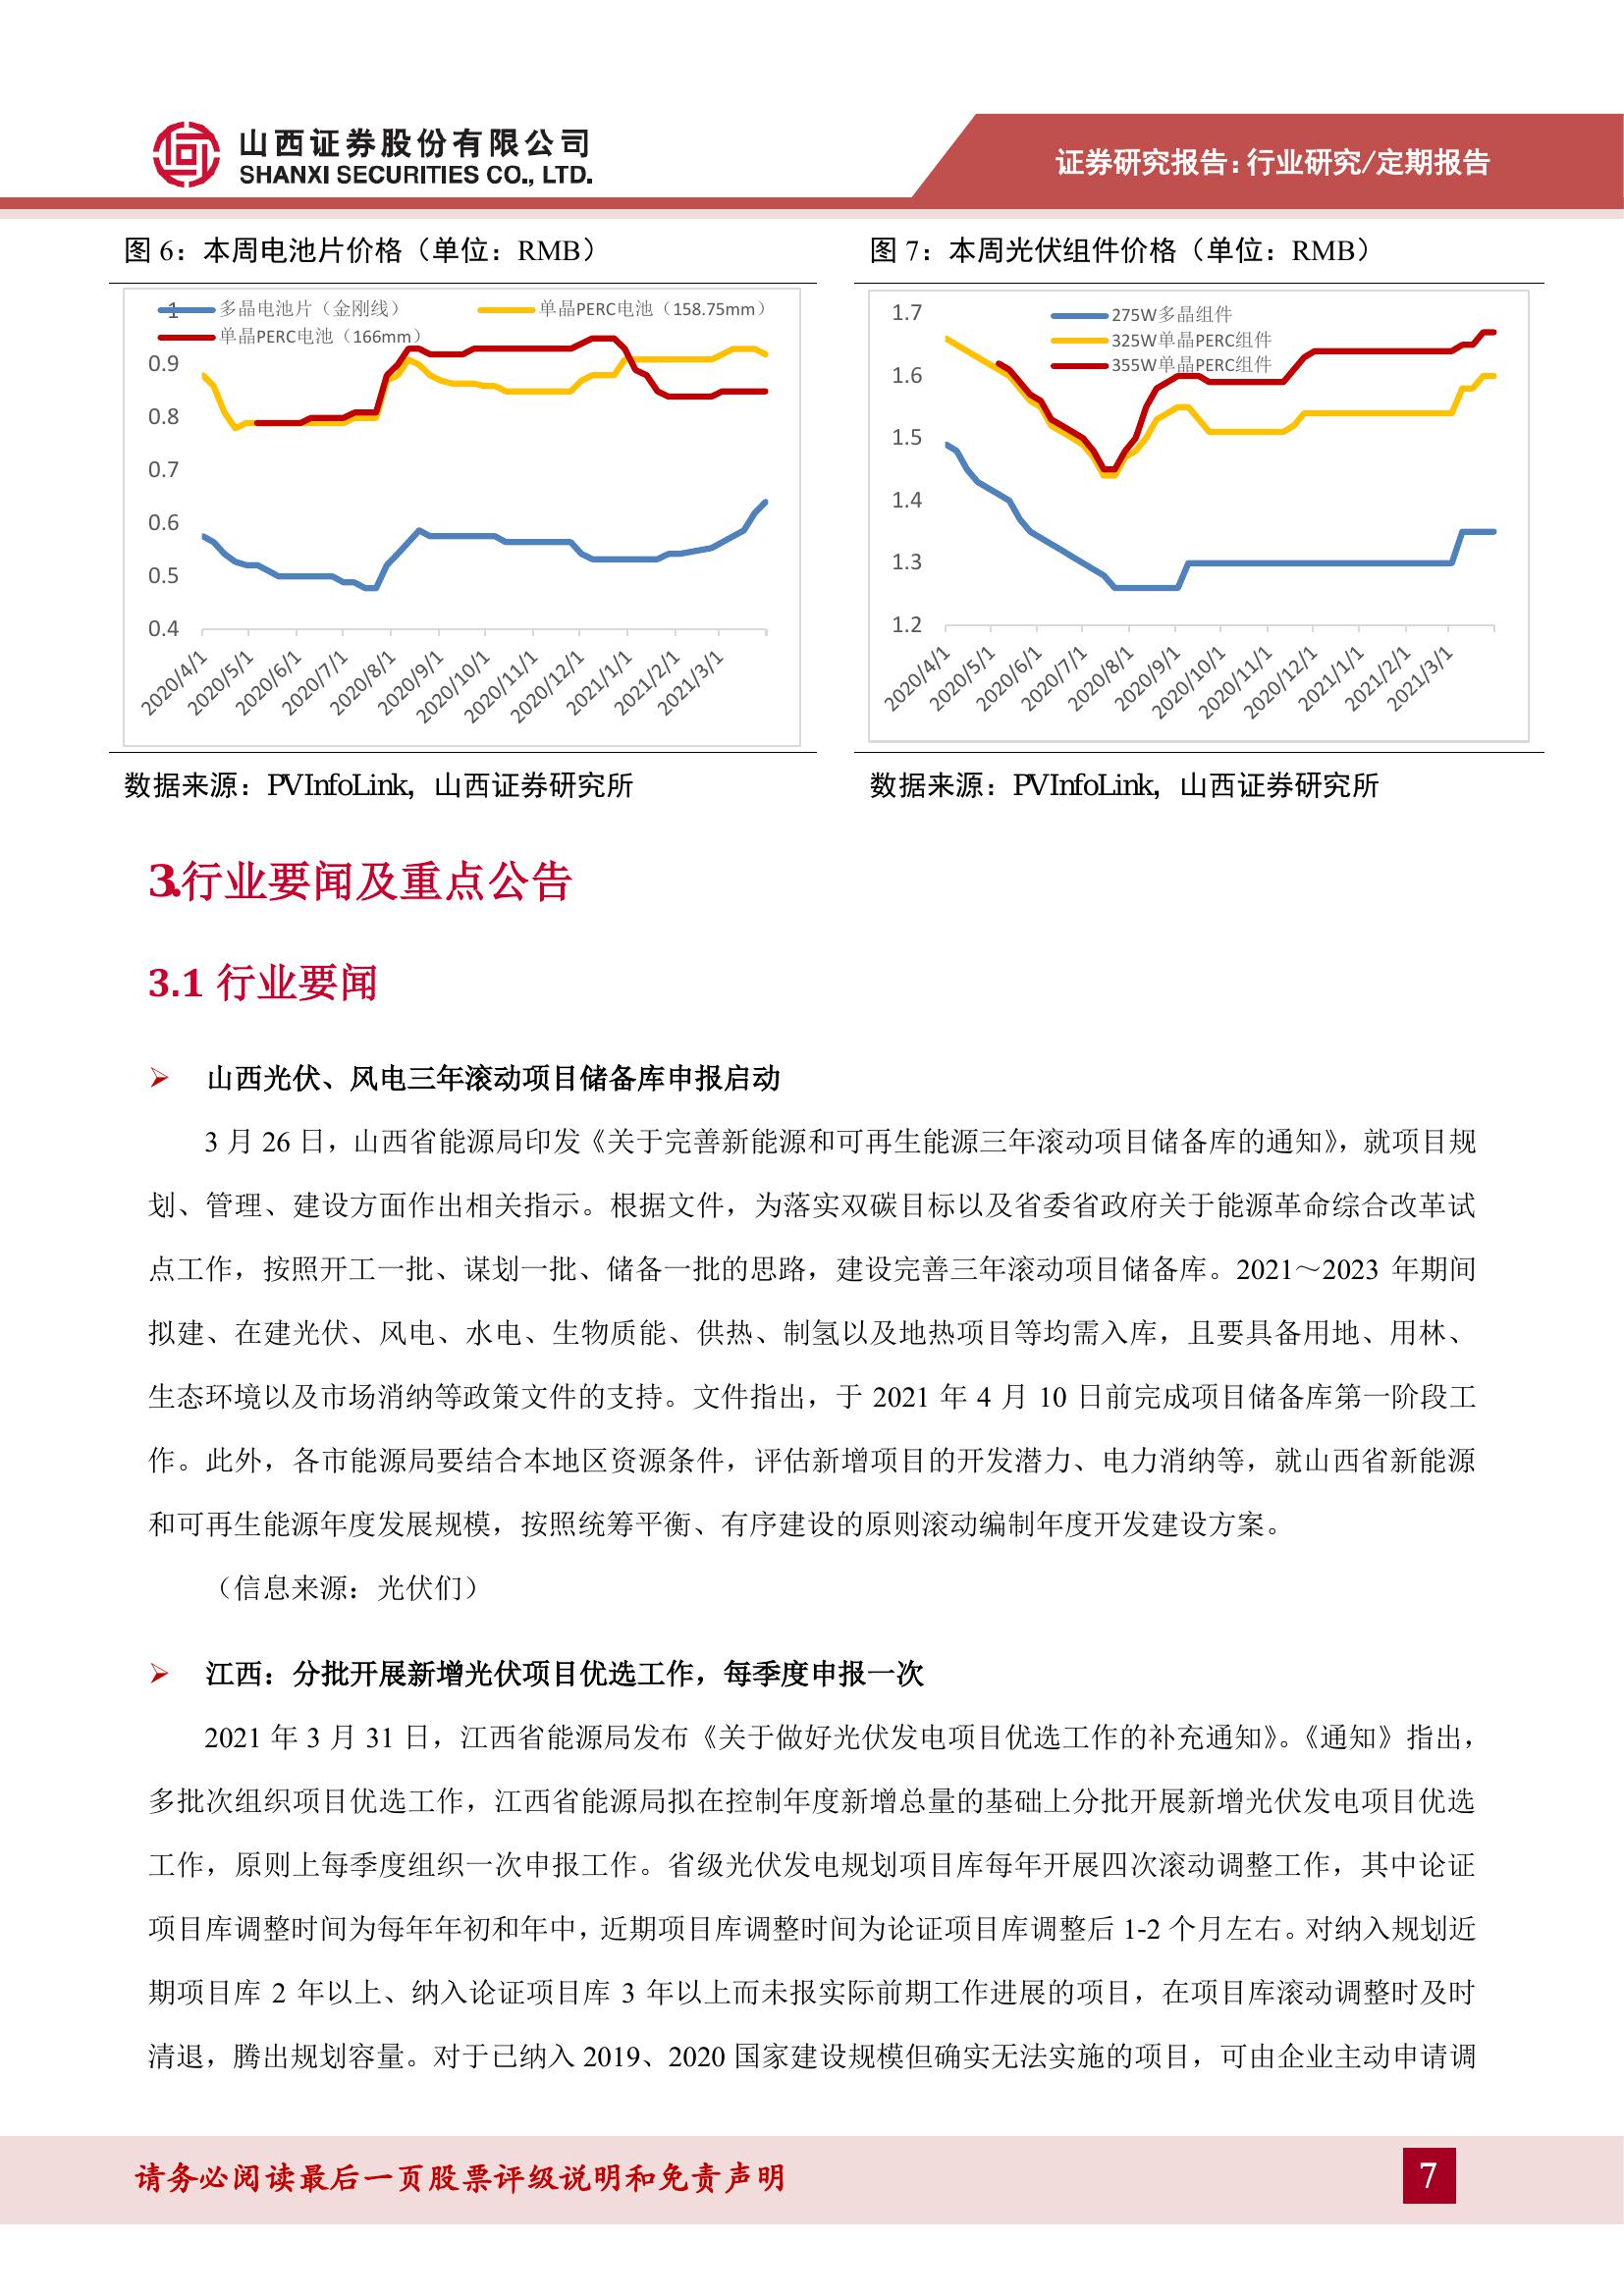 山西证券股份有限公司
SHANXI SECURITIES CO., LTD.
证券研究报告:行业研究/定期报告
图 6：本周电池片价格（单位：RMB）
1
多晶电池片（金刚线）
单晶PERC电池（158.75mm）
单晶PERC电池（166mm）
0.9
0.8
0.7
0.6
0.5
0.4
2020/4/1
2020/5/1
2020/6/1
2020/7/1
2020/8/1
2020/9/1
2020/10/1
2020/11/1
2020/12/1
2021/1/1
2021/2/1
2021/3/1
数据来源：PVInfoLink，山西证券研究所
图 7：本周光伏组件价格（单位：RMB）
1.7
275W多晶组件
325W单晶PERC组件
355W单晶PERC组件
1.6
1.5
1.4
1.3
1.2
2020/4/1
2020/5/1
2020/6/1
2020/7/1
2020/8/1
2020/9/1
2020/10/1
2020/11/1
2020/12/1
2021/1/1
2021/2/1
2021/3/1
数据来源：PVInfoLink，山西证券研究所
3.行业要闻及重点公告
3.1 行业要闻
山西光伏、风电三年滚动项目储备库申报启动
3 月 26 日，山西省能源局印发《关于完善新能源和可再生能源三年滚动项目储备库的通知》，就项目规
划、管理、建设方面作出相关指示。根据文件，为落实双碳目标以及省委省政府关于能源革命综合改革试
点工作，按照开工一批、谋划一批、储备一批的思路，建设完善三年滚动项目储备库。2021～2023 年期间
拟建、在建光伏、风电、水电、生物质能、供热、制氢以及地热项目等均需入库，且要具备用地、用林、
生态环境以及市场消纳等政策文件的支持。文件指出，于 2021 年 4 月 10 日前完成项目储备库第一阶段工
作。此外，各市能源局要结合本地区资源条件，评估新增项目的开发潜力、电力消纳等，就山西省新能源
和可再生能源年度发展规模，按照统筹平衡、有序建设的原则滚动编制年度开发建设方案。
（信息来源：光伏们）
江西：分批开展新增光伏项目优选工作，每季度申报一次
2021 年 3 月 31 日，江西省能源局发布《关于做好光伏发电项目优选工作的补充通知》。《通知》指出，
多批次组织项目优选工作，江西省能源局拟在控制年度新增总量的基础上分批开展新增光伏发电项目优选
工作，原则上每季度组织一次申报工作。省级光伏发电规划项目库每年开展四次滚动调整工作，其中论证
项目库调整时间为每年年初和年中，近期项目库调整时间为论证项目库调整后 1-2 个月左右。对纳入规划近
期项目库 2 年以上、纳入论证项目库 3 年以上而未报实际前期工作进展的项目，在项目库滚动调整时及时
清退，腾出规划容量。对于已纳入 2019、2020 国家建设规模但确实无法实施的项目，可由企业主动申请调
请务必阅读最后一页股票评级说明和免责声明
7